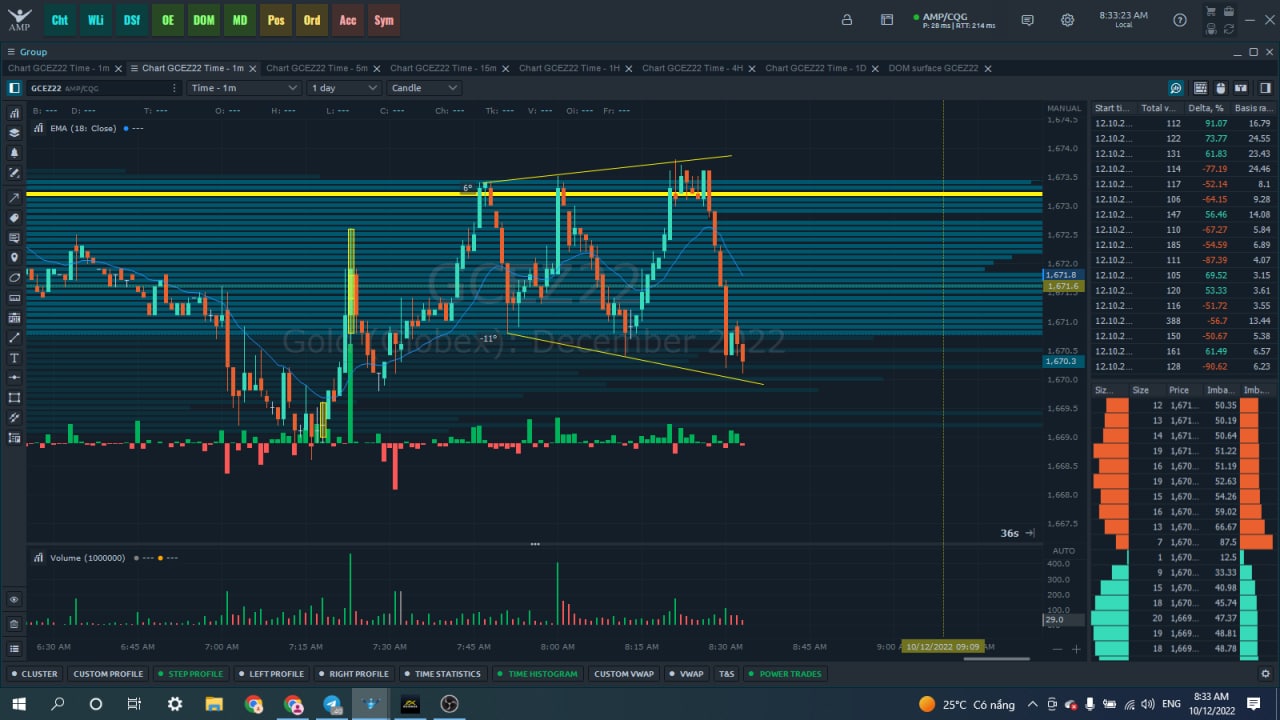 AMP
Cht WLi DSf OE DOM MD Pos Ord Acc Sym
AMP/CQG
P: 28 ms | RTT: 214 ms
8:33:23 AM
Local
Group
Chart GCEZ22 Time - 1m Chart GCEZ22 Time - 1m Chart GCEZ22 Time - 5m Chart GCEZ22 Time - 15m Chart GCEZ22 Time - 1H Chart GCEZ22 Time - 4H Chart GCEZ22 Time - 1D DOM surface GCEZ22
GCEZ22 AMP/CQG Time - 1m 1 day Candle
B: --- D: --- T: --- O: --- H: --- L: --- C: --- Ch: --- Tk: --- V: --- Oi: --- Fr: ---
MANUAL
EMA (18: Close) ---
1,674.5
1,674.0
1,673.5
1,673.0
1,672.5
1,672.0
1,671.8
1,671.6
1,671.0
1,670.5
1,670.3
1,670.0
1,669.5
1,669.0
1,668.5
1,668.0
1,667.5
6°
-11°
GCEZ22
Gold (Globex): December 2022
36s
Start ti... Total v... Delta, % Basis ra...
12.10.2... 112 91.07 16.79
12.10.2... 122 73.77 24.55
12.10.2... 131 61.83 23.43
12.10.2... 114 -77.19 24.46
12.10.2... 117 -52.14 8.1
12.10.2... 106 -64.15 9.28
12.10.2... 147 56.46 14.08
12.10.2... 110 -67.27 5.84
12.10.2... 185 -54.59 6.89
12.10.2... 111 -87.39 4.07
12.10.2... 105 69.52 3.15
12.10.2... 120 53.33 3.61
12.10.2... 116 -51.72 3.55
12.10.2... 388 -56.7 13.44
12.10.2... 150 -50.67 5.38
12.10.2... 161 61.49 6.57
12.10.2... 128 -90.62 6.23
Siz... Size Price Imba... Imb...
12 1,671... 50.35
13 1,671... 50.19
14 1,671... 50.64
19 1,671... 51.22
16 1,670... 51.19
19 1,670... 52.63
15 1,670... 54.26
16 1,670... 59.02
13 1,670... 66.67
7 1,670... 87.5
1 1,670... 12.5
9 1,670... 33.33
15 1,670... 40.98
18 1,670... 45.74
20 1,669... 47.37
19 1,669... 48.81
18 1,669... 48.78
Volume (1000000) --- ---
AUTO
400.0
300.0
200.0
100.0
29.0
6:30 AM 6:45 AM 7:00 AM 7:15 AM 7:30 AM 7:45 AM 8:00 AM 8:15 AM 8:30 AM 8:45 AM 9:00 10/12/2022 09:09
CLUSTER CUSTOM PROFILE STEP PROFILE LEFT PROFILE RIGHT PROFILE TIME STATISTICS TIME HISTOGRAM CUSTOM VWAP VWAP T&S POWER TRADES
25°C Có nắng
ENG
8:33 AM
10/12/2022